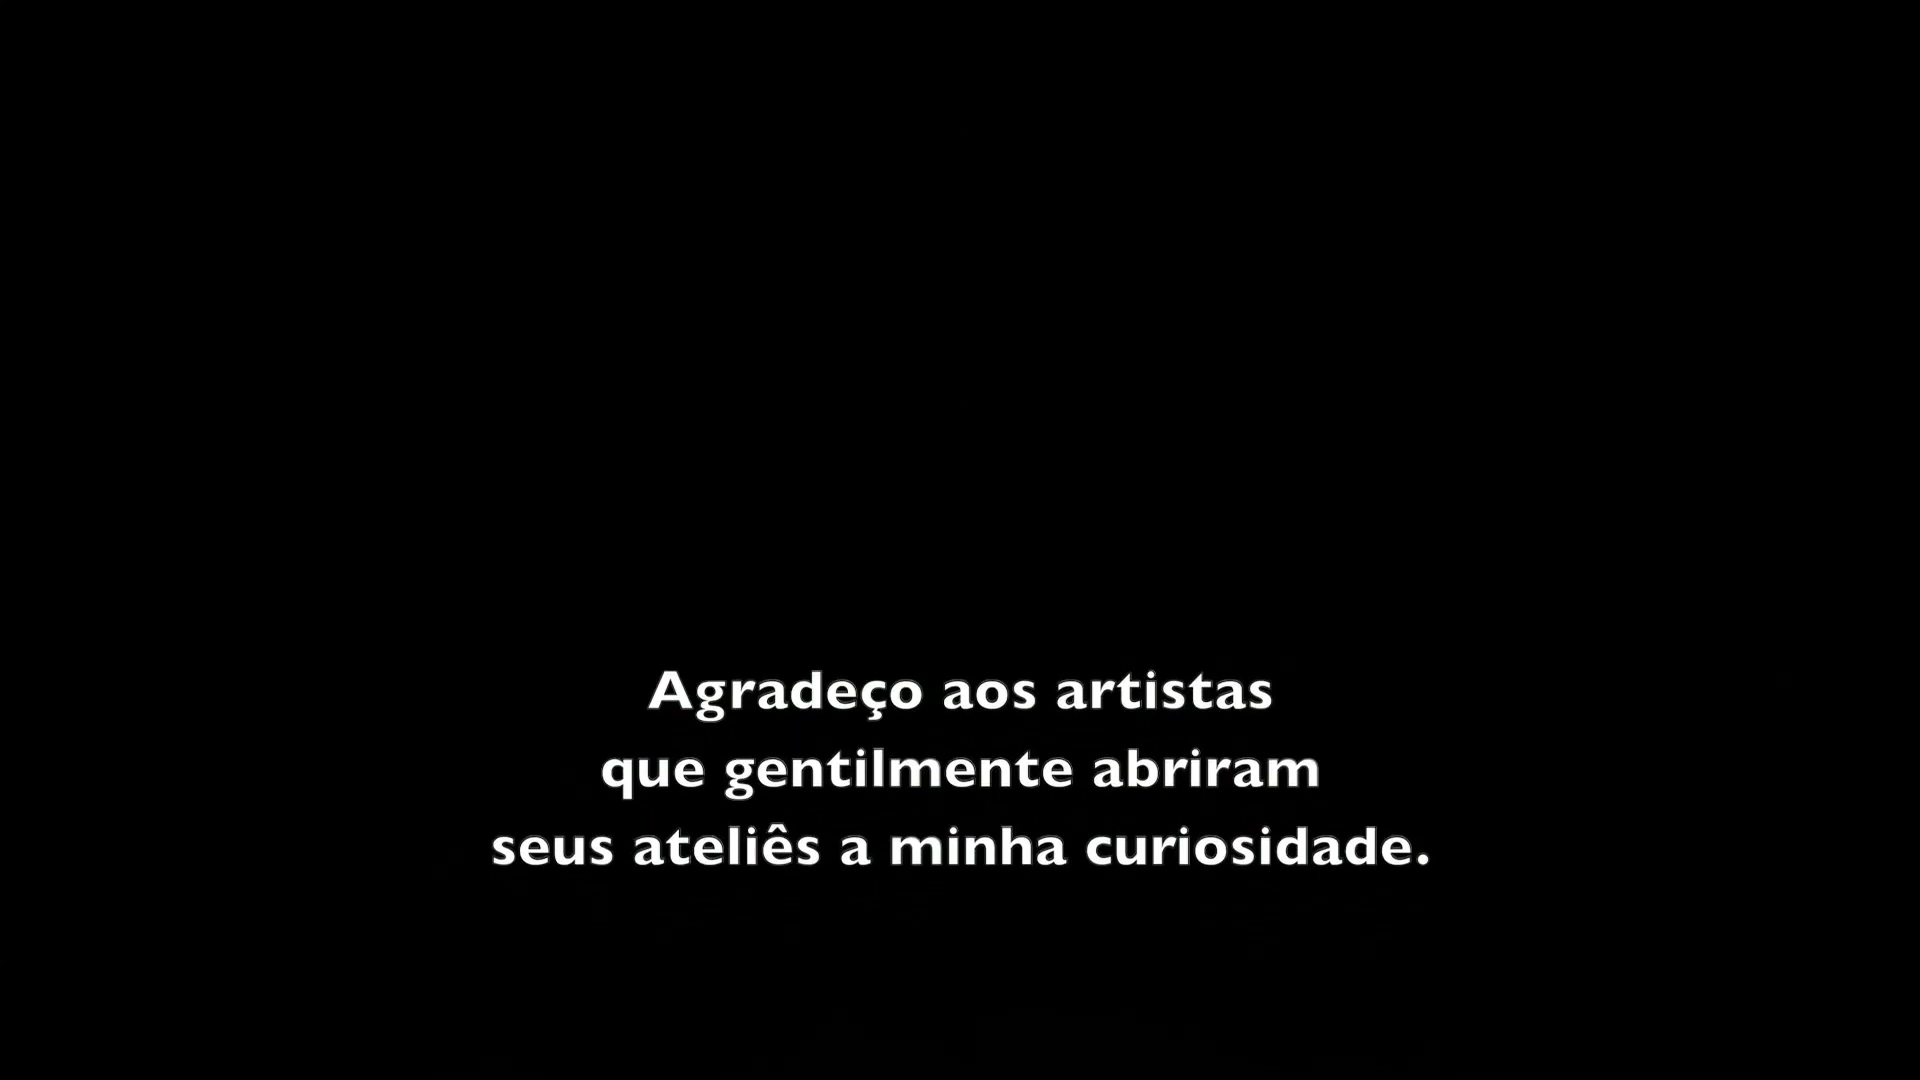 Agradeço aos artistas
que gentilmente abriram
seus ateliês a minha curiosidade.